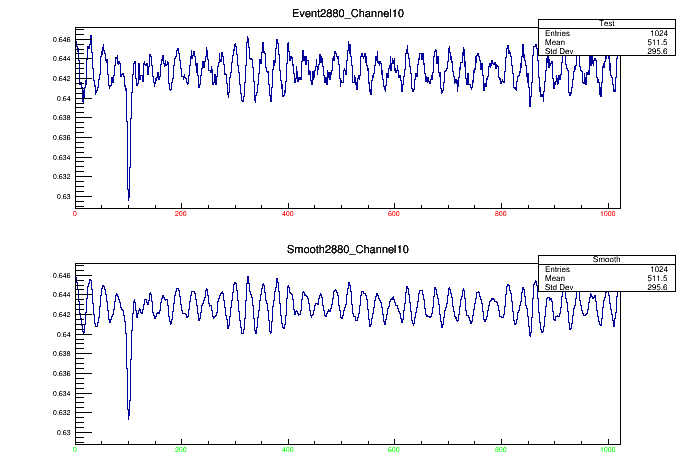 Event2880_Channel10
Test
Entries 1024
Mean 511.5
Std Dev 295.6
0.646
0.644
0.642
0.64
0.638
0.636
0.634
0.632
0.63
0 200 400 600 800 1000
Smooth2880_Channel10
Smooth
Entries 1024
Mean 511.5
Std Dev 295.6
0.646
0.644
0.642
0.64
0.638
0.636
0.634
0.632
0.63
0 200 400 600 800 1000